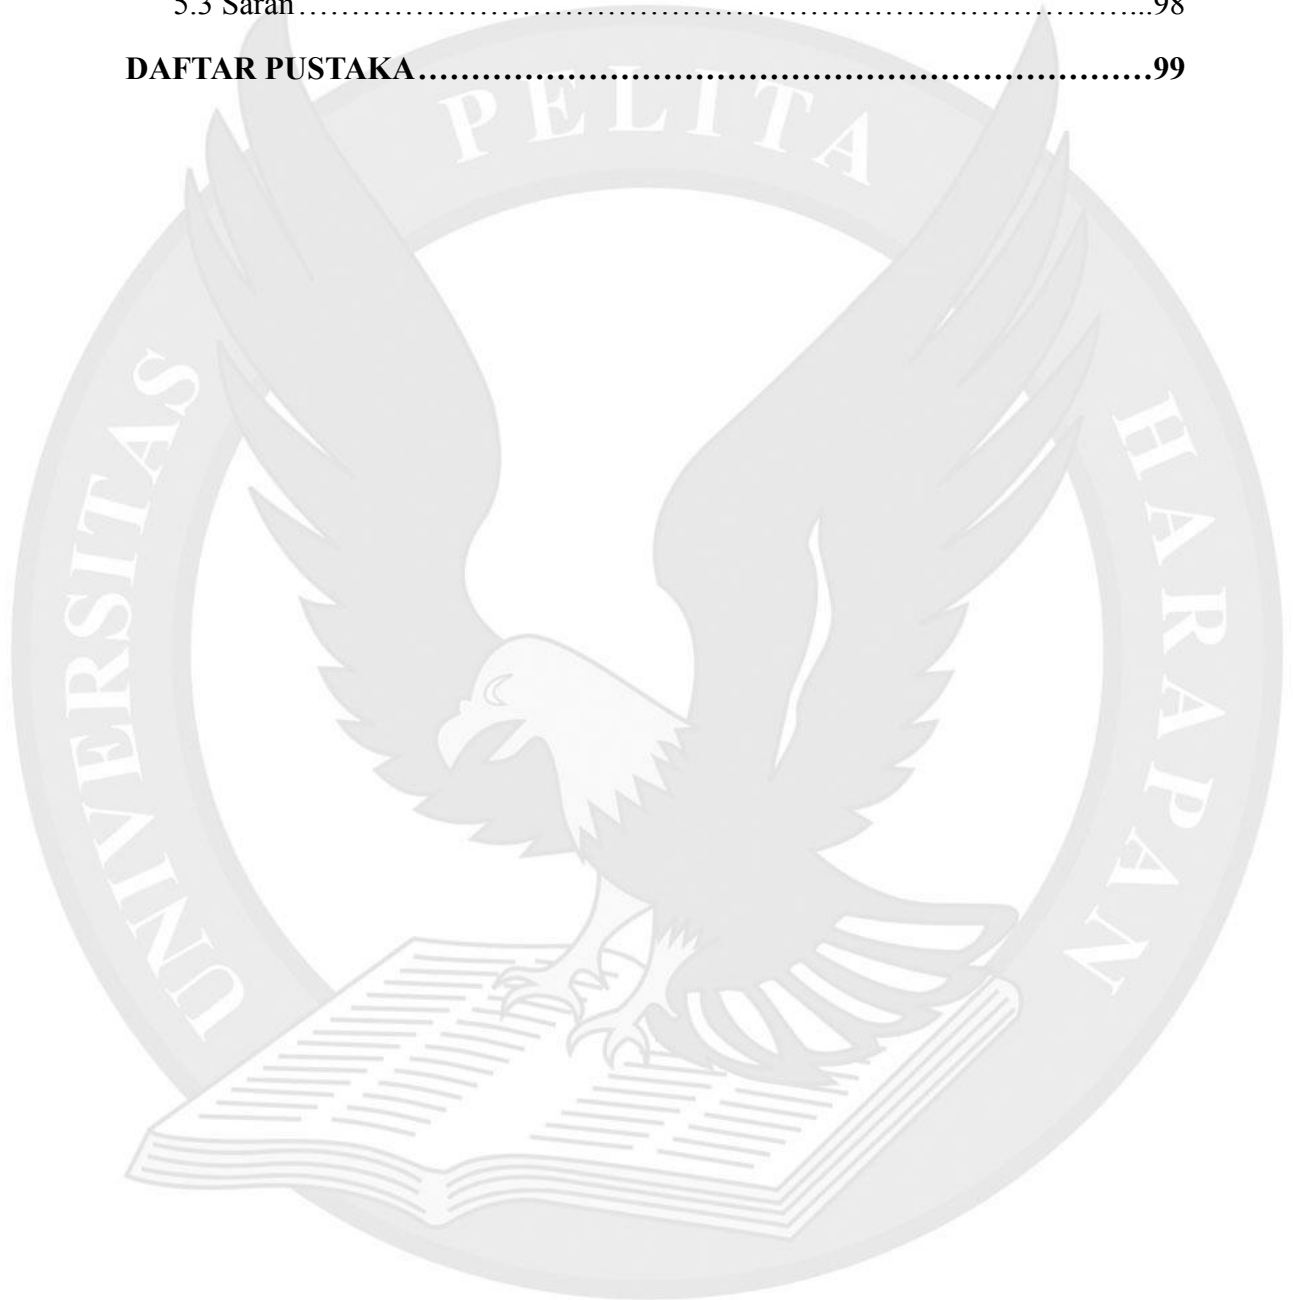 5.3 Saran……………………………………………………………………………...98
DAFTAR PUSTAKA……………………………………………………………….99
UNIVERSITAS PELITA HARAPAN